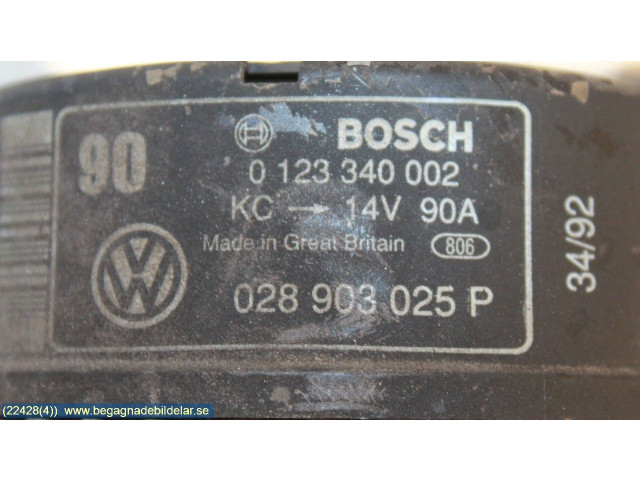 90
BOSCH
0 123 340 002
KC → 14V 90A
Made in Great Britain 806
028 903 025 P
34/92
(22428(4)) www.begagnadebildelar.se